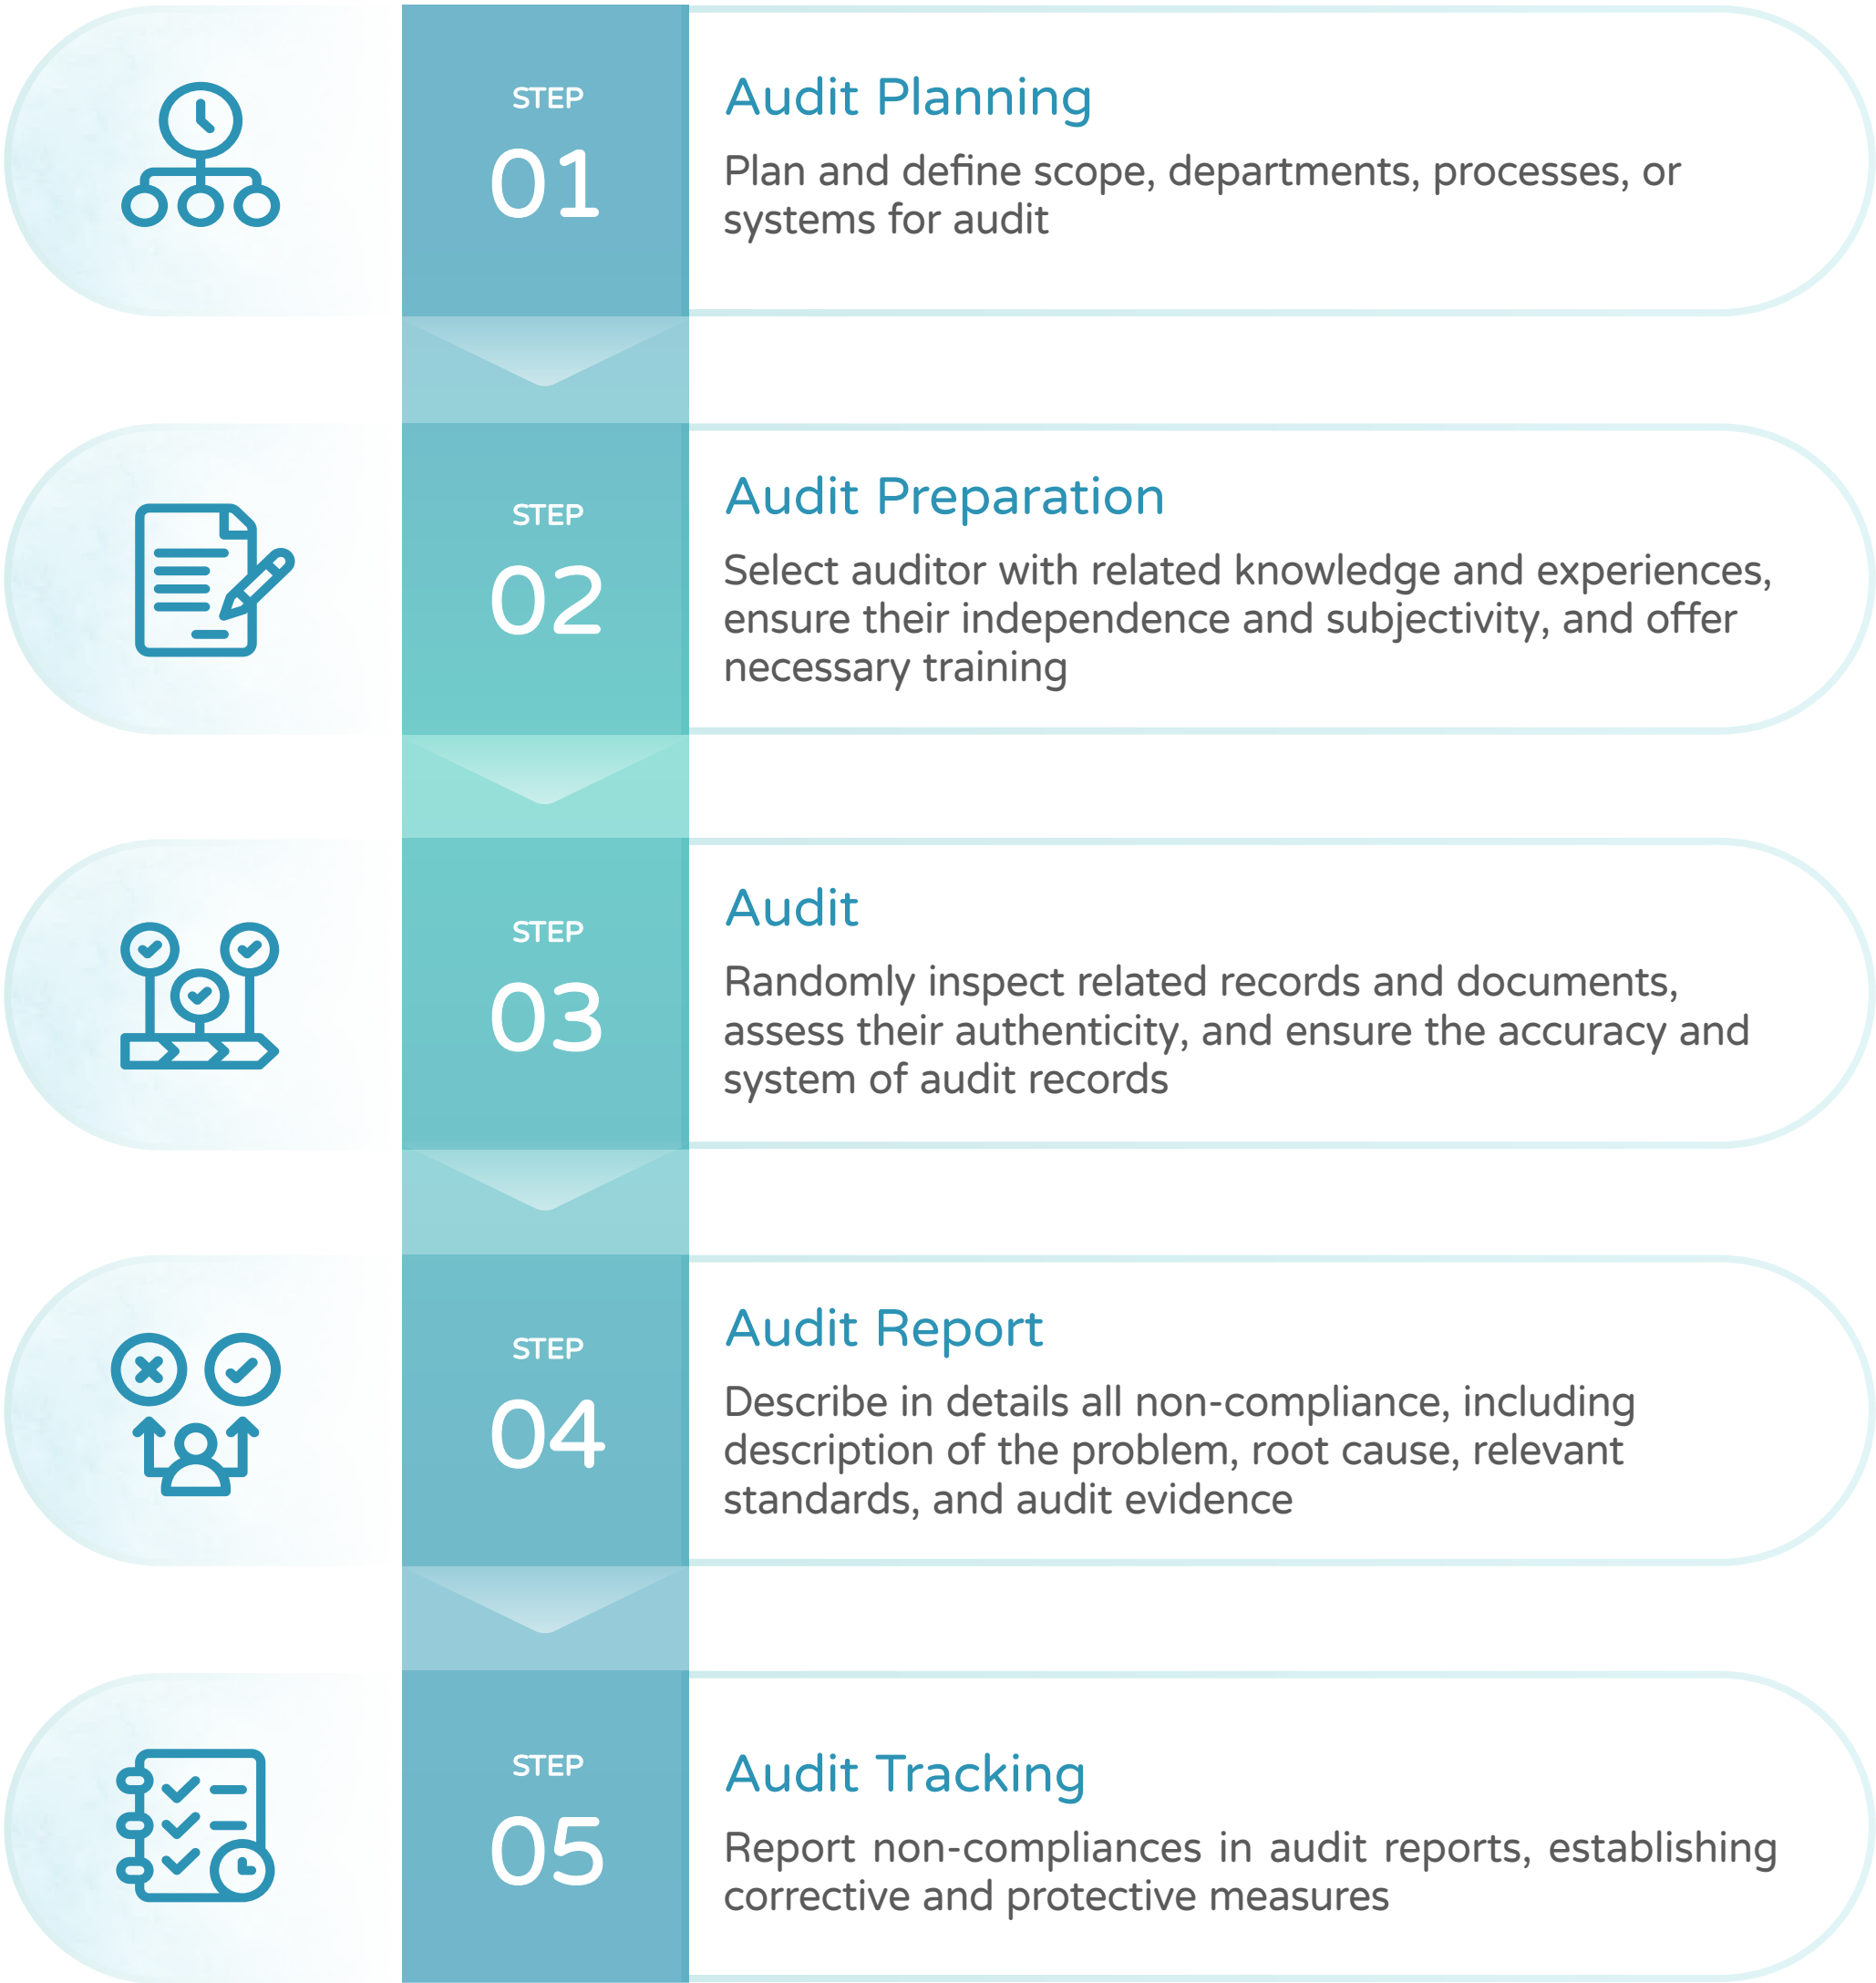 STEP
01
Audit Planning
Plan and define scope, departments, processes, or
systems for audit
STEP
02
Audit Preparation
Select auditor with related knowledge and experiences,
ensure their independence and subjectivity, and offer
necessary training
STEP
03
Audit
Randomly inspect related records and documents,
assess their authenticity, and ensure the accuracy and
system of audit records
STEP
04
Audit Report
Describe in details all non-compliance, including
description of the problem, root cause, relevant
standards, and audit evidence
STEP
05
Audit Tracking
Report non-compliances in audit reports, establishing
corrective and protective measures